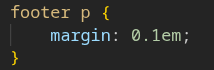 footer p {
    margin: 0.1em;
}